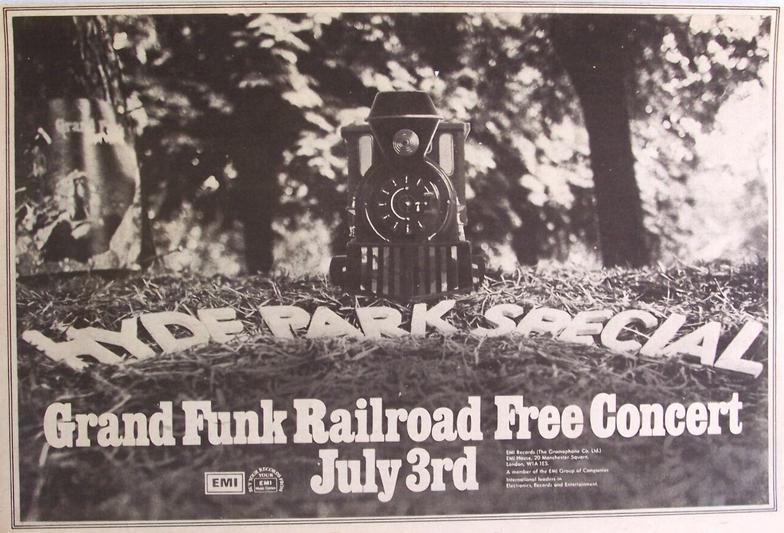 HYDE PARK SPECIAL
Grand Funk Railroad Free Concert
July 3rd
EMI
EMI
EMI Records (The Gramophone Co. Ltd.)
EMI House, 20 Manchester Square,
London, W1A 1ES.
A member of the EMI Group of Companies
International leaders in
Electronics, Records and Entertainment.